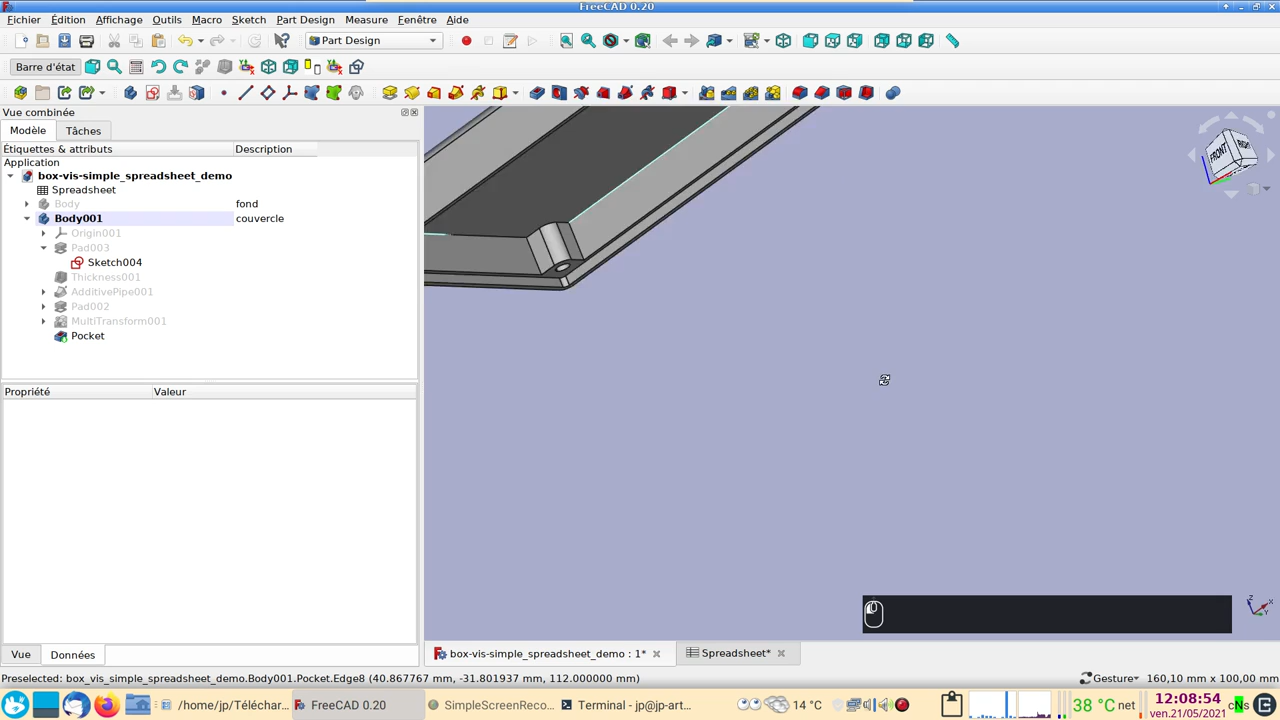 FreeCAD 0.20
Fichier Édition Affichage Outils Macro Sketch Part Design Measure Fenêtre Aide
Part Design
Barre d'état
Vue combinée
Modèle Tâches
Étiquettes & attributs Description
Application
box-vis-simple_spreadsheet_demo
Spreadsheet
Body fond
Body001 couvercle
Origin001
Pad003
Sketch004
Thickness001
AdditivePipe001
Pad002
MultiTransform001
Pocket
Propriété Valeur
FRONT RIGHT
Vue Données
box-vis-simple_spreadsheet_demo : 1* Spreadsheet*
Preselected: box_vis_simple_spreadsheet_demo.Body001.Pocket.Edge8 (40,867767 mm, -31.801937 mm, 112.000000 mm)
Gesture 160,10 mm x 100,00 mm
/home/jp/Téléchar... FreeCAD 0.20 SimpleScreenReco... Terminal - jp@jp-art... 14 °C 38 °C net 12:08:54
ven.21/05/2021